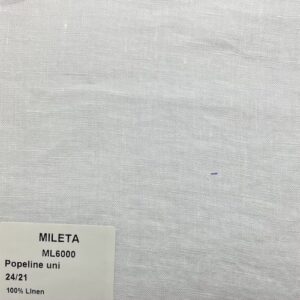 MILETA
ML6000
Popeline uni
24/21
100% Linen